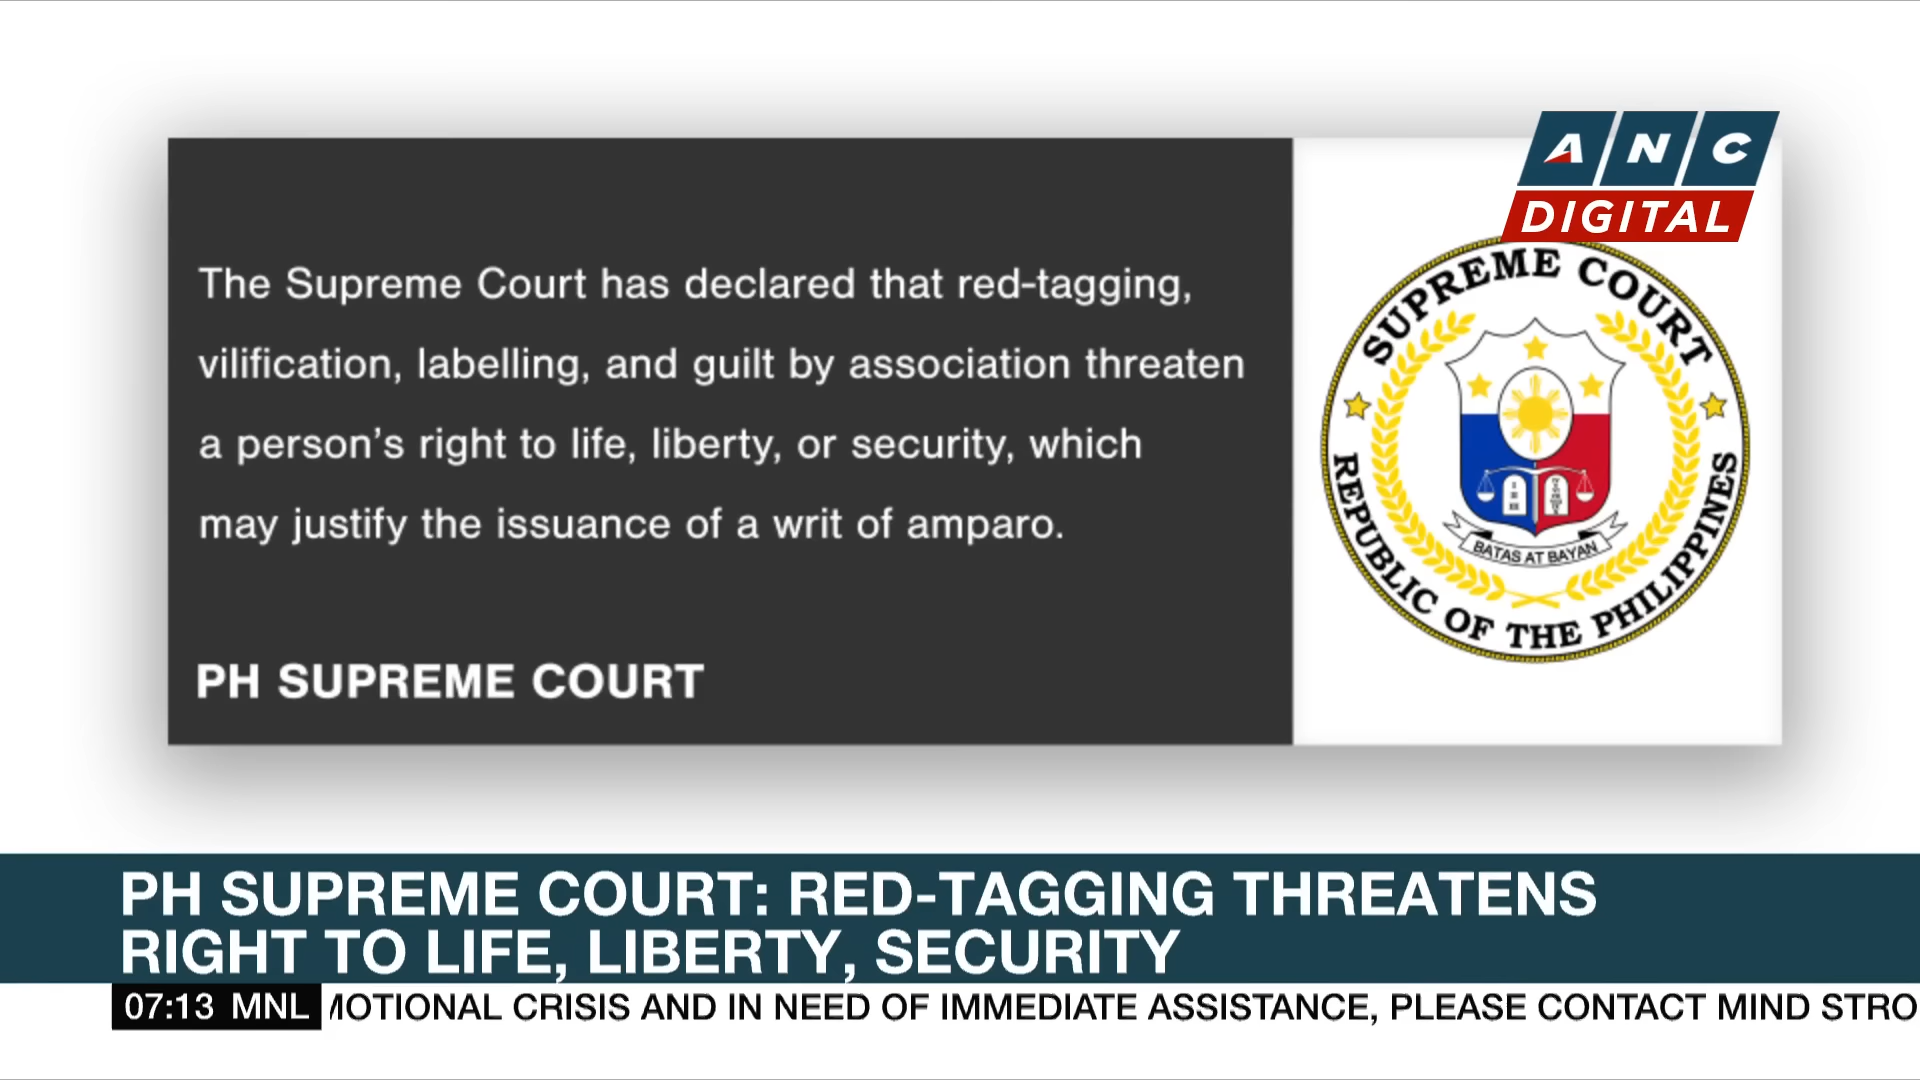 ANC
DIGITAL
The Supreme Court has declared that red-tagging,
vilification, labelling, and guilt by association threaten
a person's right to life, liberty, or security, which
may justify the issuance of a writ of amparo.
PH SUPREME COURT
SUPREME COURT
BATAS AT BAYAN
REPUBLIC OF THE PHILIPPINES
PH SUPREME COURT: RED-TAGGING THREATENS
RIGHT TO LIFE, LIBERTY, SECURITY
07:13 MNL
MOTIONAL CRISIS AND IN NEED OF IMMEDIATE ASSISTANCE, PLEASE CONTACT MIND STRO